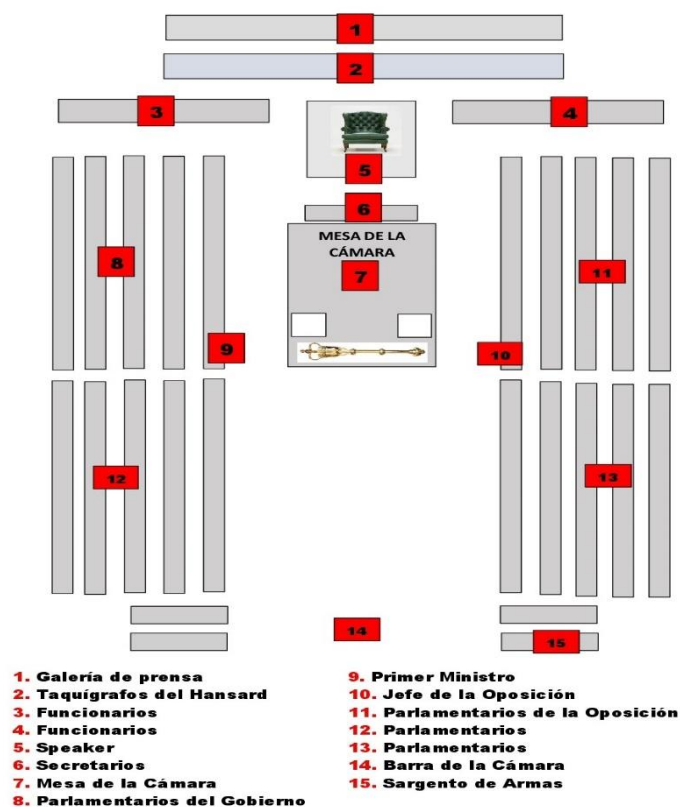 1
2
3
4
5
6
MESA DE LA
CÁMARA
7
8
11
9
10
12
13
14
15
1. Galería de prensa
2. Taquígrafos del Hansard
3. Funcionarios
4. Funcionarios
5. Speaker
6. Secretarios
7. Mesa de la Cámara
8. Parlamentarios del Gobierno
9. Primer Ministro
10. Jefe de la Oposición
11. Parlamentarios de la Oposición
12. Parlamentarios
13. Parlamentarios
14. Barra de la Cámara
15. Sargento de Armas